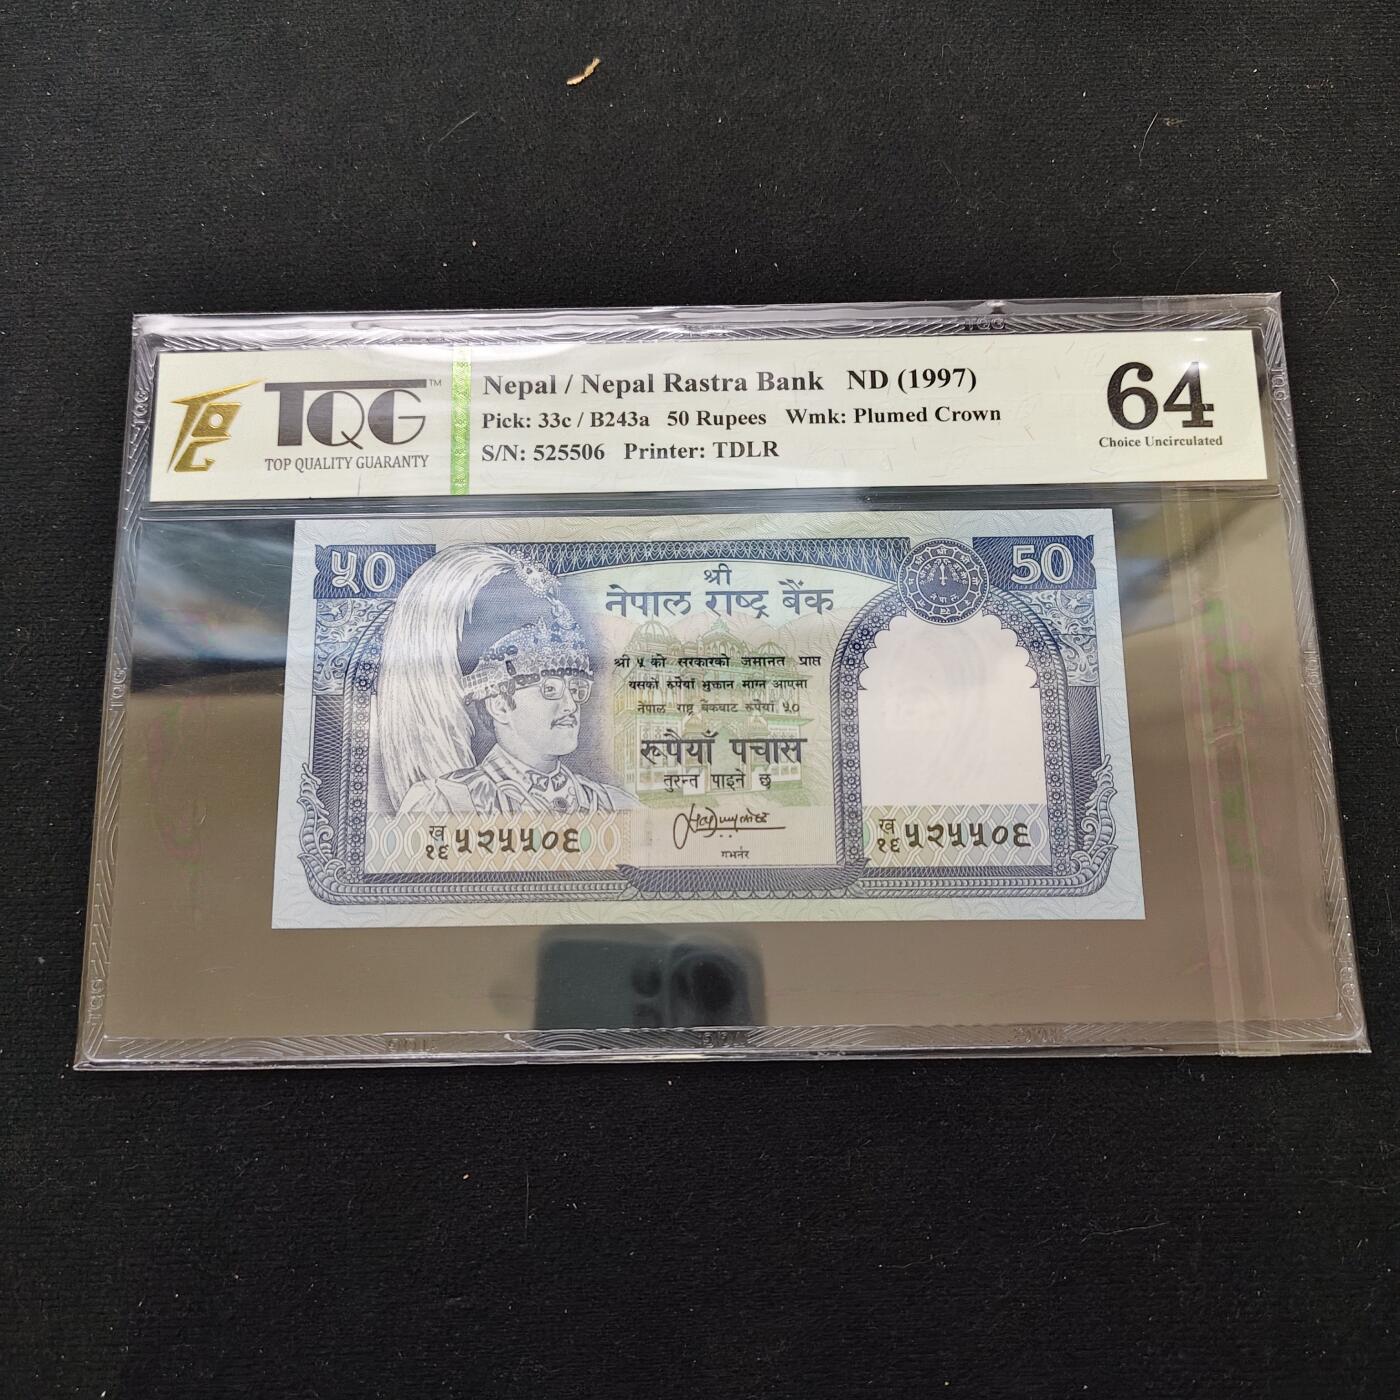 TQG™
TOP QUALITY GUARANTY
Nepal / Nepal Rastra Bank ND (1997)
Pick: 33c / B243a 50 Rupees Wmk: Plumed Crown
S/N: 525506 Printer: TDLR
64
Choice Uncirculated
५०
50
श्री
नेपाल राष्ट्र बैंक
श्री ५ को सरकारको जमानत प्राप्त
यसको रुपैयाँ भुक्तान माग्न आएमा
नेपाल राष्ट्र बैंकबाट रुपैयाँ ५०
रूपैयाँ पचास
तुरुन्त पाइने छ
गभर्नर
ख
१६ ५२५५०६
ख
१६ ५२५५०६